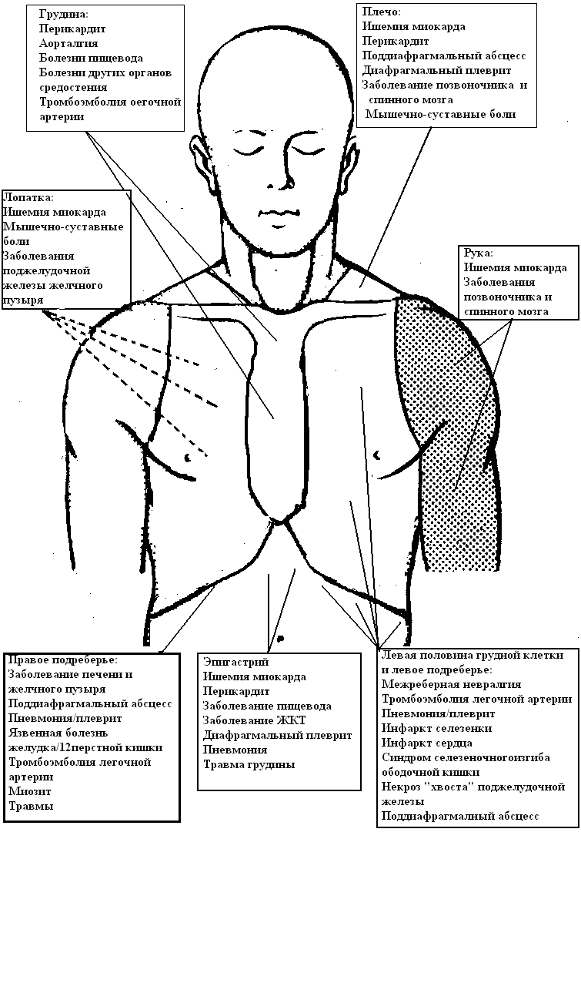 Грудина:
Перикардит
Аорталгия
Болезни пищевода
Болезни других органов
средостения
Тромбоэмболия оегочной
артерии
Плечо:
Ишемия миокарда
Перикардит
Поддиафрагмальный абсцесс
Диафрагмальный плеврит
Заболевание позвоночника и
спинного мозга
Мышечно-суставные боли
Лопатка:
Ишемия миокарда
Мышечно-суставные
боли
Заболевания
поджелудочной
железы желчного
пузыря
Рука:
Ишемия миокарда
Заболевания
позвоночника и
спинного мозга
Правое подреберье:
Заболевание печени и
желчного пузыря
Поддиафрагмальный абсцесс
Пневмония/плеврит
Язвенная болезнь
желудка/12перстной кишки
Тромбоэмболия легочной
артерии
Миозит
Травмы
Эпигастрий
Ишемия миокарда
Перикардит
Заболевание пищевода
Заболевание ЖКТ
Диафрагмальный плеврит
Пневмония
Травма грудины
Левая половина грудной клетки
и левое подреберье:
Межреберная невралгия
Тромбоэмболия легочной артерии
Пневмония/плеврит
Инфаркт селезенки
Инфаркт сердца
Синдром селезеночногоизгиба
ободочной кишки
Некроз "хвоста" поджелудочной
железы
Поддиафрагмалный абсцесс